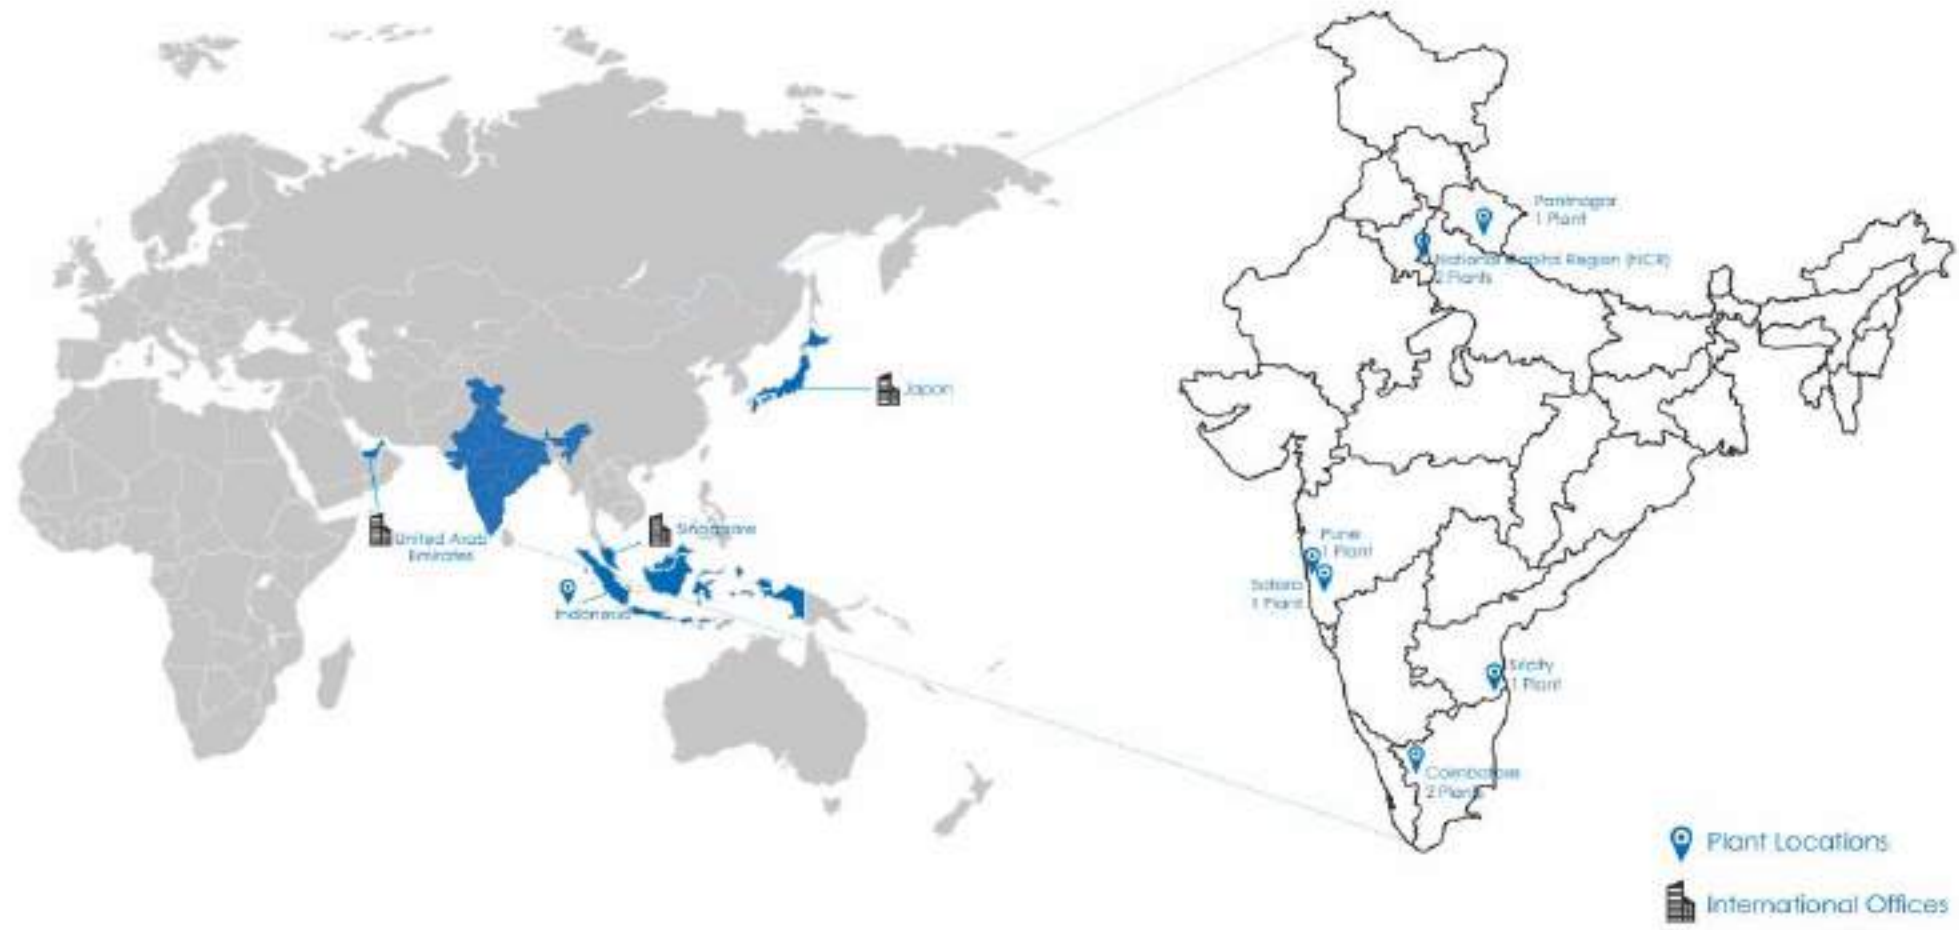 Japan
United Arab
Emirates
Singapore
Indonesia
Pantnagar
1 Plant
National Capital Region (NCR)
2 Plants
Pune
1 Plant
Satara
1 Plant
Sricity
1 Plant
Coimbatore
2 Plants
Plant Locations
International Offices